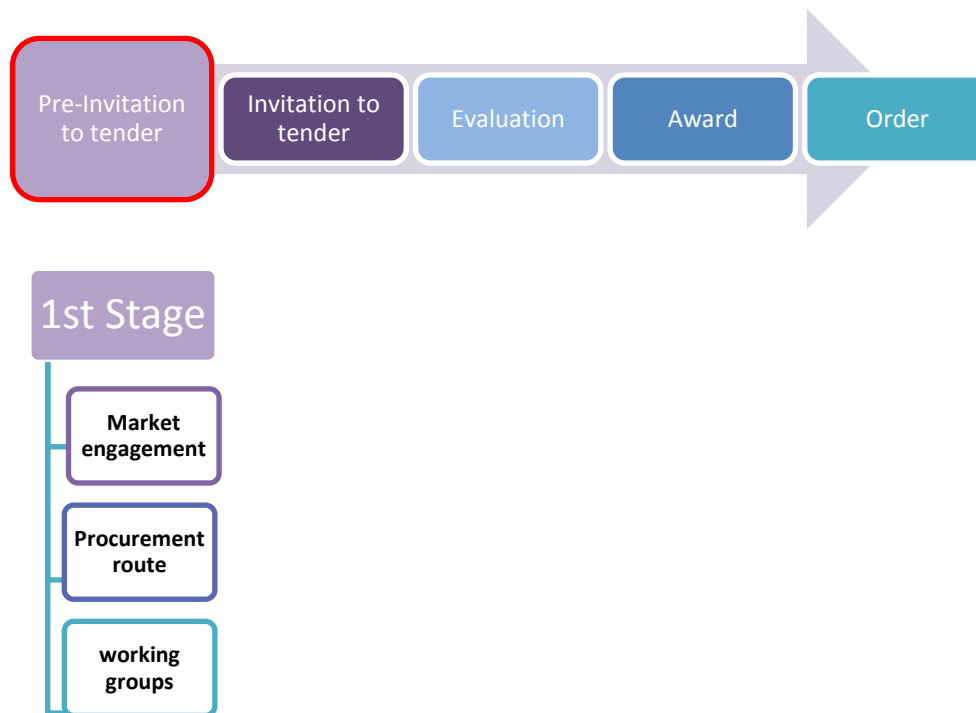 Pre-Invitation
to tender
Invitation to
tender
Evaluation
Award
Order
1st Stage
Market
engagement
Procurement
route
working
groups